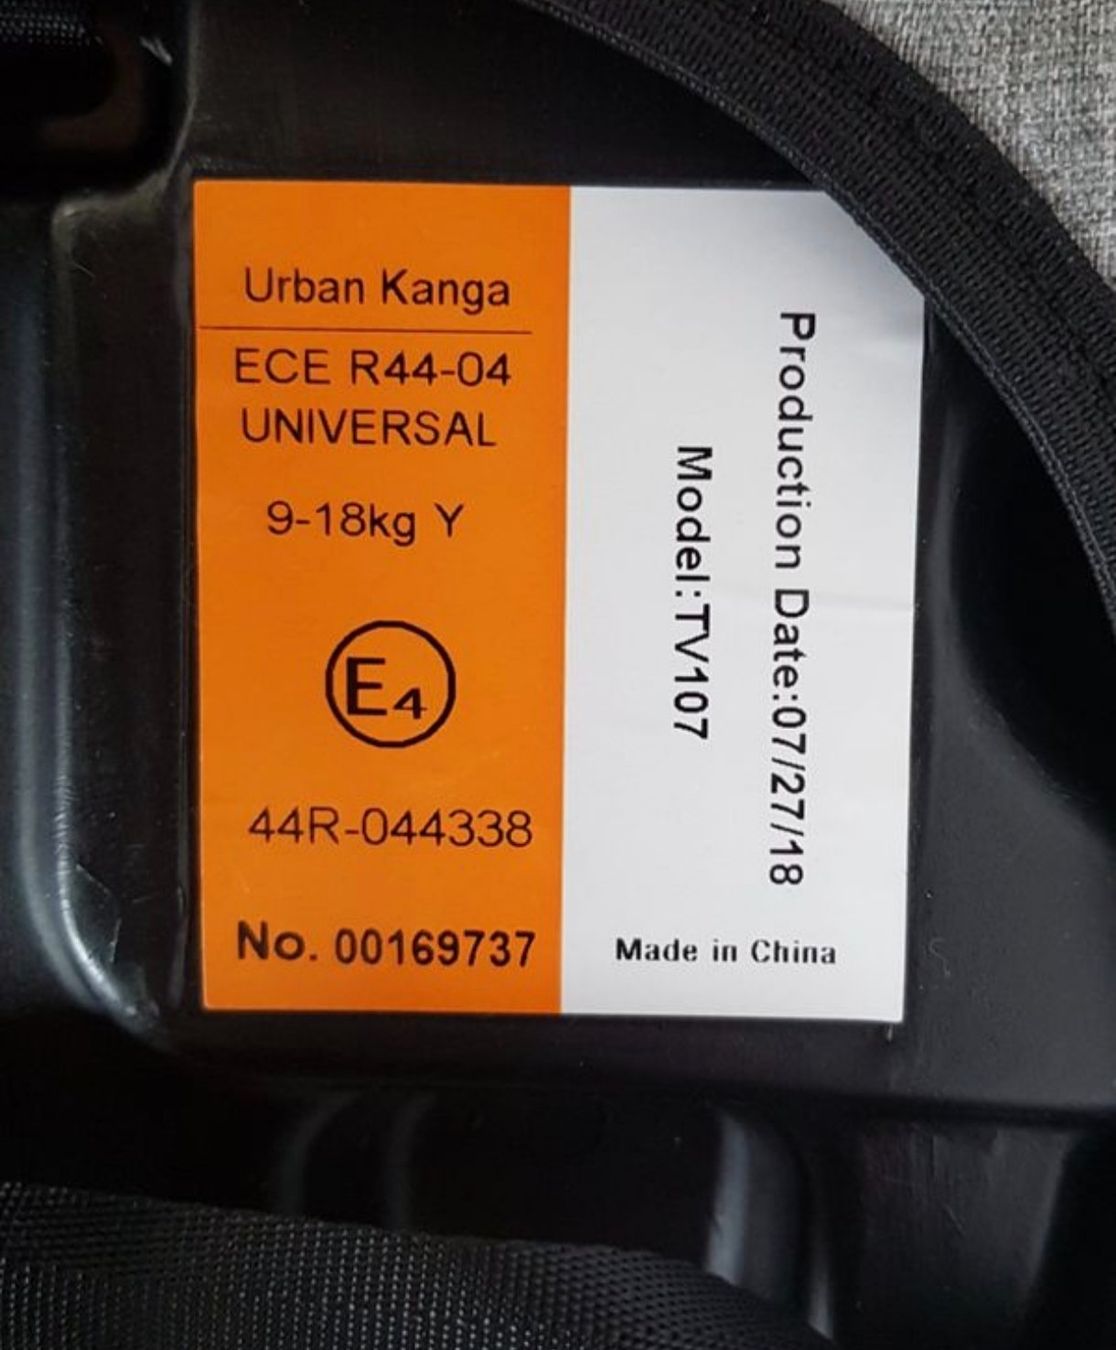 Urban Kanga
ECE R44-04
UNIVERSAL
9-18kg Y
E4
44R-044338
No. 00169737
Production Date:07/27/18
Model:TV107
Made in China